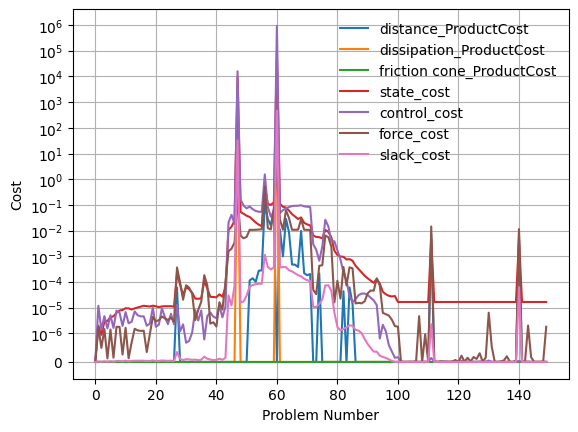 distance_ProductCost
dissipation_ProductCost
friction cone_ProductCost
state_cost
control_cost
force_cost
slack_cost
Cost
10⁶
10⁵
10⁴
10³
10²
10¹
10⁰
10⁻¹
10⁻²
10⁻³
10⁻⁴
10⁻⁵
10⁻⁶
0
0 20 40 60 80 100 120 140
Problem Number